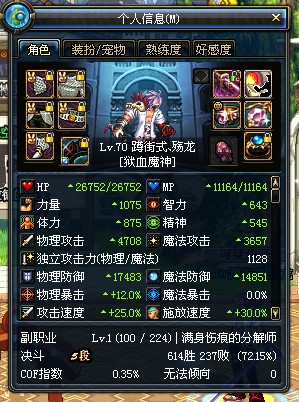 个人信息(M)
角色 装扮/宠物 熟练度 好感度
Lv.70 蹲街式、殇龙
[狱血魔神]
HP 26752/26752 MP 11164/11164
力量 1075 智力 643
体力 875 精神 545
物理攻击 4708 魔法攻击 3657
独立攻击力(物理/魔法) 1128
物理防御 17483 魔法防御 14851
物理暴击 +12.0% 魔法暴击 0.0%
攻击速度 +25.0% 施放速度 +30.0%
副职业 Lv.1 (100 / 224) | 满身伤痕的分解师
决斗 5段 614胜 237败 (72.15%)
COF指数 0.35% 无法倾向 0